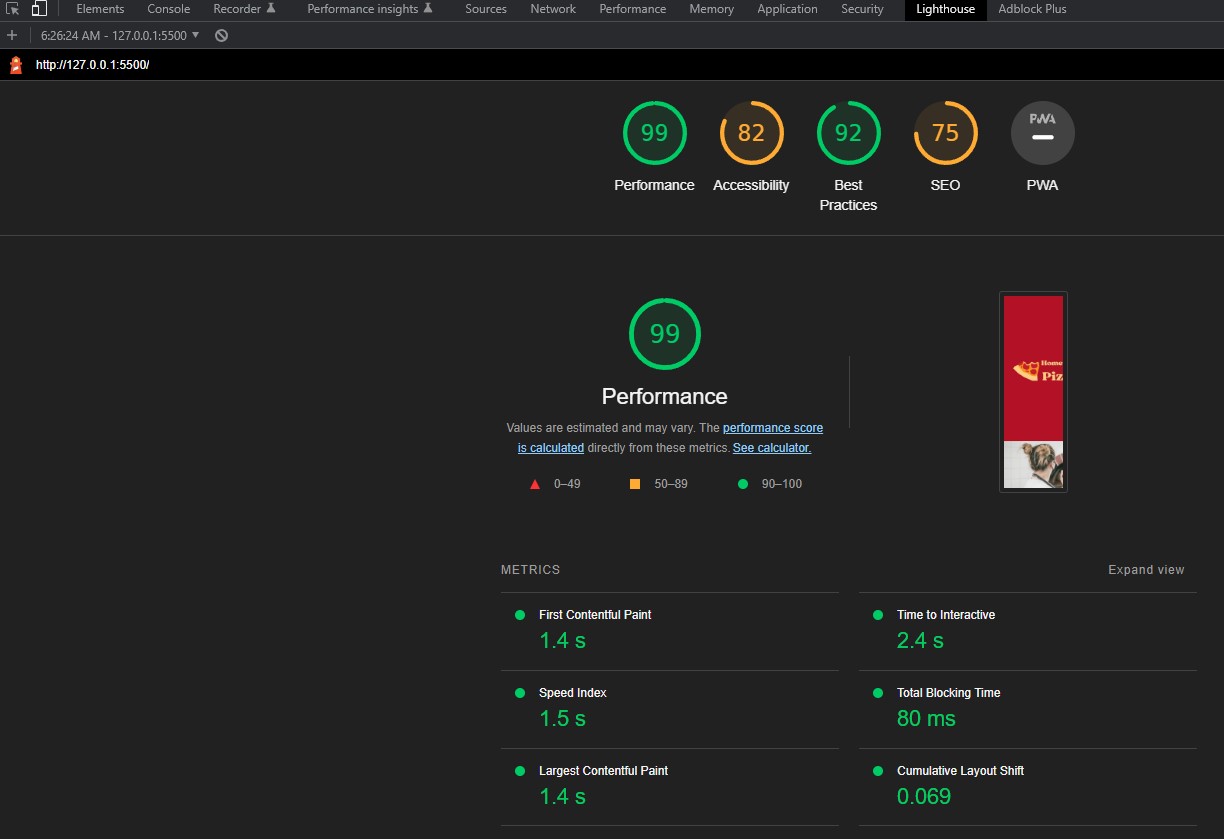 Elements Console Recorder Performance insights Sources Network Performance Memory Application Security Lighthouse Adblock Plus
+ 6:26:24 AM - 127.0.0.1:5500 ▼
http://127.0.0.1:5500/
99 82 92 75 PWA
Performance Accessibility Best Practices SEO PWA
99
Performance
Values are estimated and may vary. The performance score
is calculated directly from these metrics. See calculator.
0–49 50–89 90–100
Home
Piz
METRICS Expand view
First Contentful Paint
1.4 s
Time to Interactive
2.4 s
Speed Index
1.5 s
Total Blocking Time
80 ms
Largest Contentful Paint
1.4 s
Cumulative Layout Shift
0.069